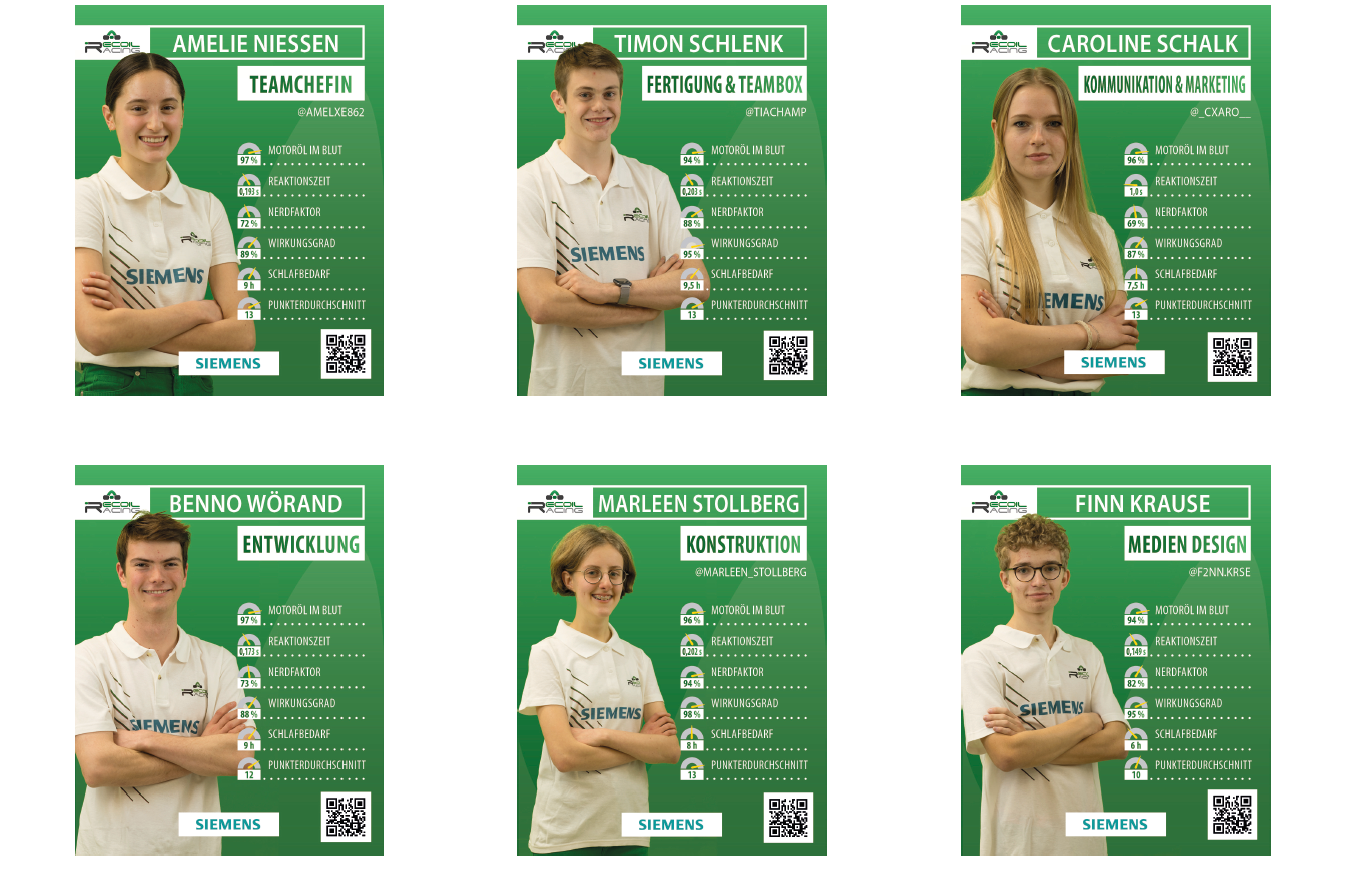 RECOIL RACING
AMELIE NIESSEN
TEAMCHEFIN
@AMELXE862
97 % MOTORÖL IM BLUT
0,193 s REAKTIONSZEIT
72 % NERDFAKTOR
89 % WIRKUNGSGRAD
9 h SCHLAFBEDARF
13 PUNKTERDURCHSCHNITT
RECOIL RACING
SIEMENS
SIEMENS
RECOIL RACING
TIMON SCHLENK
FERTIGUNG & TEAMBOX
@TIACHAMP
94 % MOTORÖL IM BLUT
0,203 s REAKTIONSZEIT
88 % NERDFAKTOR
95 % WIRKUNGSGRAD
9,5 h SCHLAFBEDARF
13 PUNKTERDURCHSCHNITT
RECOIL RACING
SIEMENS
SIEMENS
RECOIL RACING
CAROLINE SCHALK
KOMMUNIKATION & MARKETING
@_CXARO__
96 % MOTORÖL IM BLUT
1,0 s REAKTIONSZEIT
69 % NERDFAKTOR
87 % WIRKUNGSGRAD
7,5 h SCHLAFBEDARF
13 PUNKTERDURCHSCHNITT
RECOIL RACING
EMENS
SIEMENS
RECOIL RACING
BENNO WÖRAND
ENTWICKLUNG
97 % MOTORÖL IM BLUT
0,173 s REAKTIONSZEIT
73 % NERDFAKTOR
88 % WIRKUNGSGRAD
9 h SCHLAFBEDARF
12 PUNKTERDURCHSCHNITT
SIEMENS
SIEMENS
RECOIL RACING
MARLEEN STOLLBERG
KONSTRUKTION
@MARLEEN_STOLLBERG
96 % MOTORÖL IM BLUT
0,202 s REAKTIONSZEIT
94 % NERDFAKTOR
98 % WIRKUNGSGRAD
8 h SCHLAFBEDARF
13 PUNKTERDURCHSCHNITT
SIEMENS
SIEMENS
RECOIL RACING
FINN KRAUSE
MEDIEN DESIGN
@F2NN.KRSE
94 % MOTORÖL IM BLUT
0,149 s REAKTIONSZEIT
82 % NERDFAKTOR
95 % WIRKUNGSGRAD
6 h SCHLAFBEDARF
10 PUNKTERDURCHSCHNITT
SIEMENS
SIEMENS